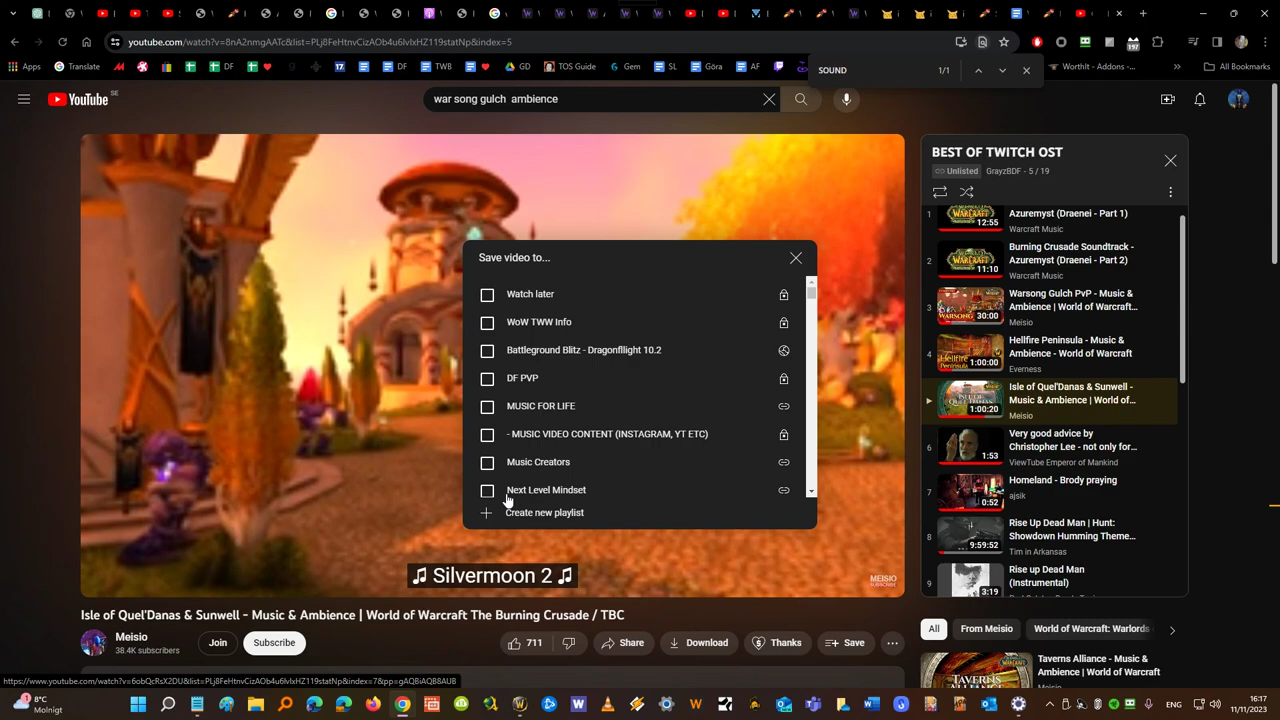 youtube.com/watch?v=8nA2nmgAATc&list=PLj8FeHtnvCizAOb4u6lvlxHZ119statNp&index=5
Apps
Translate
DF
DF
17
DF
TWB
GD
TOS Guide
Gem
SL
Göra
AF
WorthIt - Addons -...
All Bookmarks
SOUND
1/1
197
YouTube
SE
war song gulch ambience
BEST OF TWITCH OST
Unlisted
GrayzBDF - 5 / 19
1
12:55
Azuremyst (Draenei - Part 1)
Warcraft Music
2
11:10
Burning Crusade Soundtrack -
Azuremyst (Draenei - Part 2)
Warcraft Music
3
30:00
Warsong Gulch PvP - Music &
Ambience | World of Warcraft...
Meisio
4
1:00:00
Hellfire Peninsula - Music &
Ambience - World of Warcraft
Everness
1:00:20
Isle of Quel'Danas & Sunwell -
Music & Ambience | World of...
Meisio
6
1:53
Very good advice by
Christopher Lee - not only for...
ViewTube Emperor of Mankind
7
0:52
Homeland - Brody praying
ajsik
8
9:59:52
Rise Up Dead Man | Hunt:
Showdown Humming Theme...
Tim in Arkansas
9
3:19
Rise up Dead Man
(Instrumental)
Save video to...
Watch later
WoW TWW Info
Battleground Blitz - Dragonfllight 10.2
DF PVP
MUSIC FOR LIFE
- MUSIC VIDEO CONTENT (INSTAGRAM, YT ETC)
Music Creators
Next Level Mindset
Create new playlist
♫ Silvermoon 2 ♫
MEISIO
SUBSCRIBE
Isle of Quel'Danas & Sunwell - Music & Ambience | World of Warcraft The Burning Crusade / TBC
Meisio
38.4K subscribers
Join
Subscribe
711
Share
Download
Thanks
Save
All
From Meisio
World of Warcraft: Warlords
Taverns Alliance - Music &
Ambience | World of Warcraft
Meisio
https://www.youtube.com/watch?v=6obQcRsX2DU&list=PLj8FeHtnvCizAOb4u6lvlxHZ119statNp&index=7&pp=gAQBiAQB8AU8
8°C
Molnigt
ENG
16:17
11/11/2023